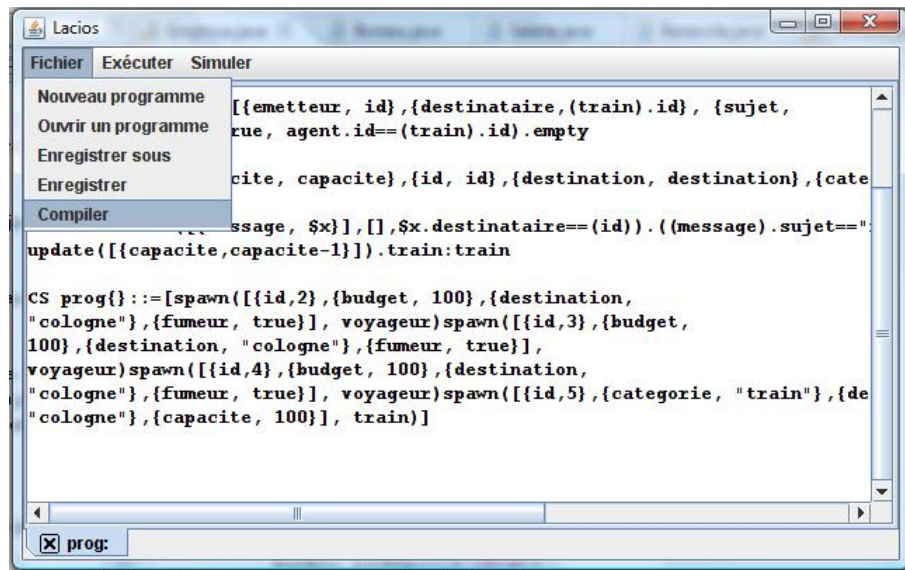 Lacios
Fichier Exécuter Simuler
Nouveau programme
Ouvrir un programme
Enregistrer sous
Enregistrer
Compiler
[{emetteur, id},{destinataire,(train).id}, {sujet,
rue, agent.id==(train).id).empty
cite, capacite},{id, id},{destination, destination},{cate
ssage, $x}],[],$x.destinataire==(id)).((message).sujet=="
update([{capacite,capacite-1}]).train:train
CS prog{}::=[spawn([{id,2},{budget, 100},{destination,
"cologne"},{fumeur, true}], voyageur)spawn([{id,3},{budget,
100},{destination, "cologne"},{fumeur, true}],
voyageur)spawn([{id,4},{budget, 100},{destination,
"cologne"},{fumeur, true}], voyageur)spawn([{id,5},{categorie, "train"},{de
"cologne"},{capacite, 100}], train)]
prog: